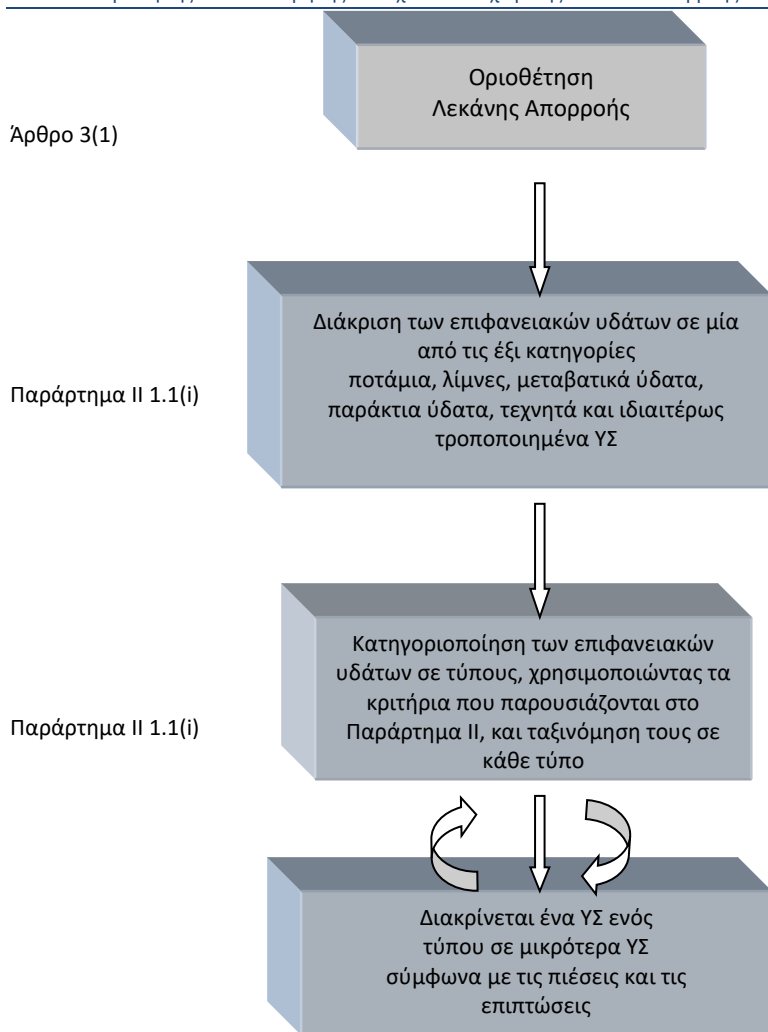 Οριοθέτηση
Λεκάνης Απορροής
Άρθρο 3(1)
Διάκριση των επιφανειακών υδάτων σε μία
από τις έξι κατηγορίες
ποτάμια, λίμνες, μεταβατικά ύδατα,
Παράρτημα ΙΙ 1.1(i)
παράκτια ύδατα, τεχνητά και ιδιαιτέρως
τροποποιημένα ΥΣ
Κατηγοριοποίηση των επιφανειακών
υδάτων σε τύπους, χρησιμοποιώντας τα
κριτήρια που παρουσιάζονται στο
Παράρτημα ΙΙ 1.1(i)
Παράρτημα ΙΙ, και ταξινόμηση τους σε
κάθε τύπο
Διακρίνεται ένα ΥΣ ενός
τύπου σε μικρότερα ΥΣ
σύμφωνα με τις πιέσεις και τις
επιπτώσεις